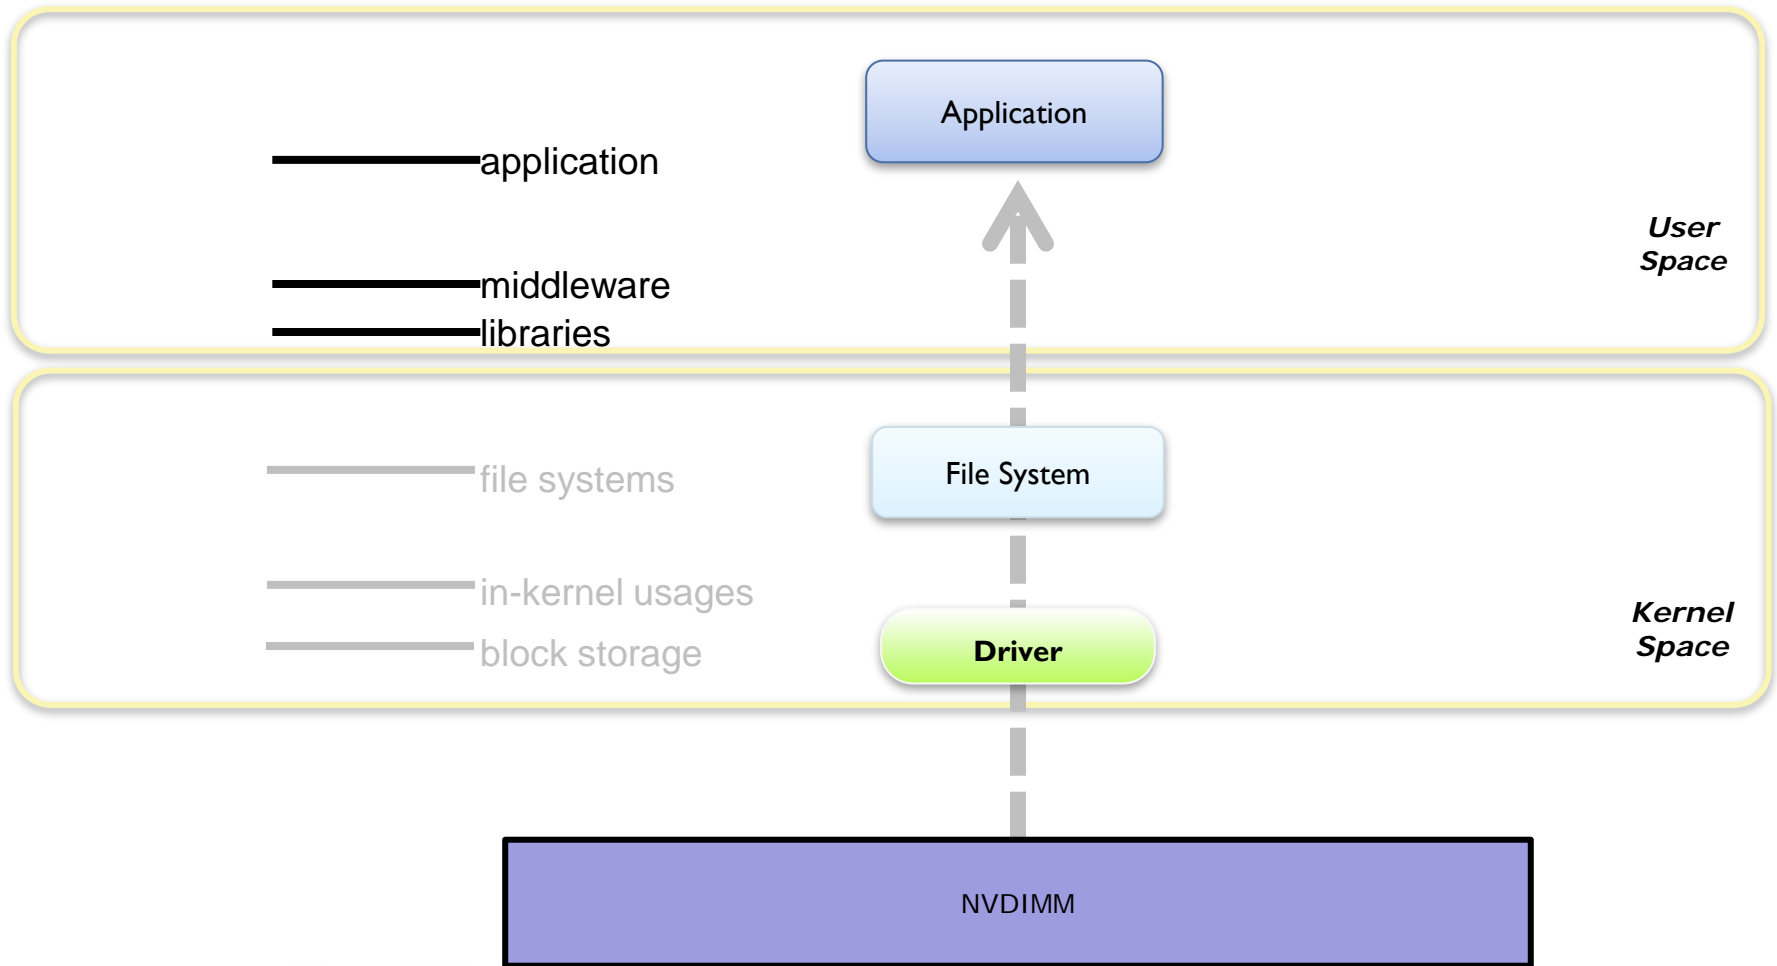 Application
application
User
Space
middleware
libraries
file systems
File System
in-kernel usages
Kernel
Space
block storage
Driver
NVDIMM